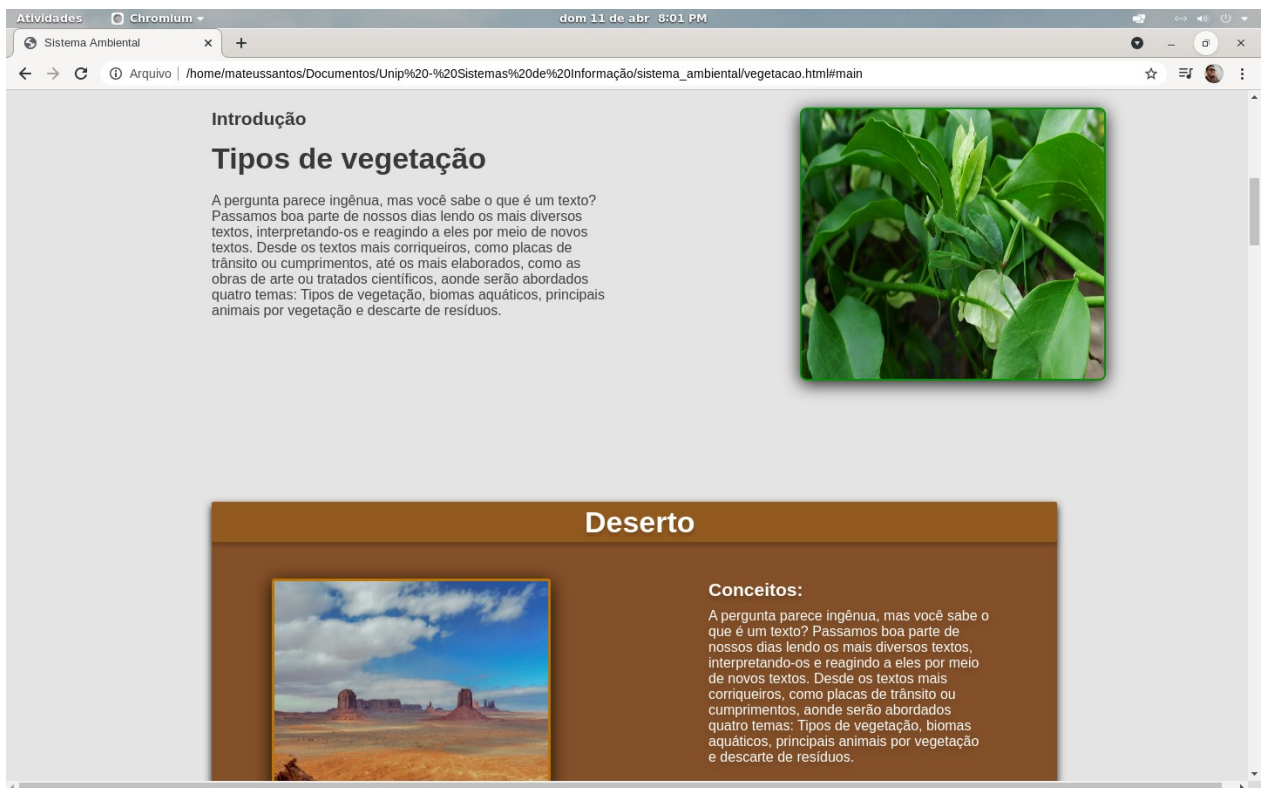 Atividades Chromium dom 11 de abr 8:01 PM
Sistema Ambiental
Arquivo /home/mateussantos/Documentos/Unip%20-%20Sistemas%20de%20Informação/sistema_ambiental/vegetacao.html#main
Introdução
Tipos de vegetação
A pergunta parece ingênua, mas você sabe o que é um texto?
Passamos boa parte de nossos dias lendo os mais diversos
textos, interpretando-os e reagindo a eles por meio de novos
textos. Desde os textos mais corriqueiros, como placas de
trânsito ou cumprimentos, até os mais elaborados, como as
obras de arte ou tratados científicos, aonde serão abordados
quatro temas: Tipos de vegetação, biomas aquáticos, principais
animais por vegetação e descarte de resíduos.
Deserto
Conceitos:
A pergunta parece ingênua, mas você sabe o
que é um texto? Passamos boa parte de
nossos dias lendo os mais diversos textos,
interpretando-os e reagindo a eles por meio
de novos textos. Desde os textos mais
corriqueiros, como placas de trânsito ou
cumprimentos, aonde serão abordados
quatro temas: Tipos de vegetação, biomas
aquáticos, principais animais por vegetação
e descarte de resíduos.